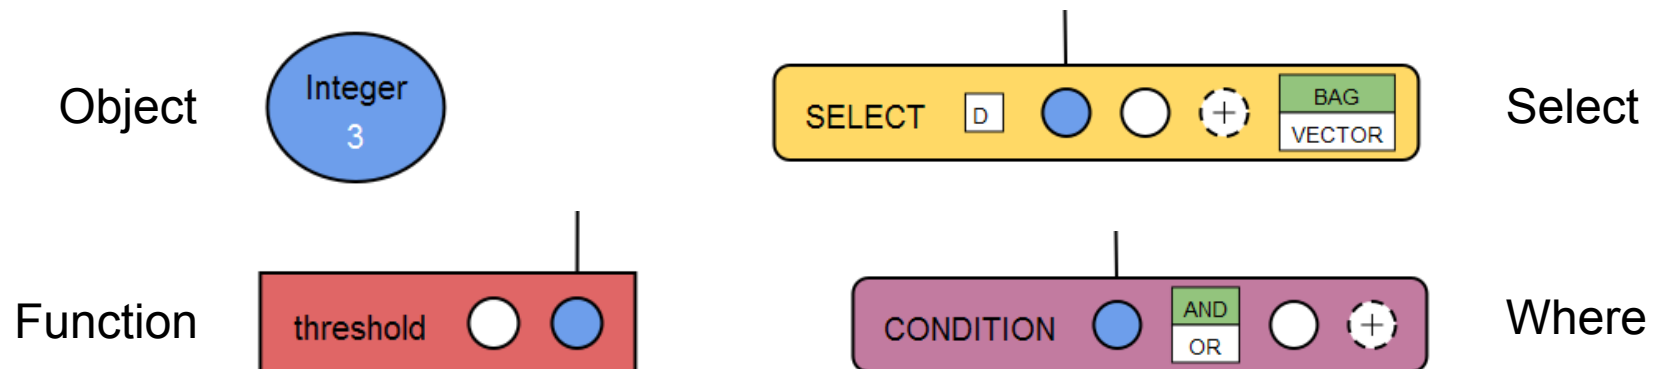 Object
Integer
3
SELECT D + BAG
VECTOR
Select
Function
threshold
CONDITION AND
OR +
Where